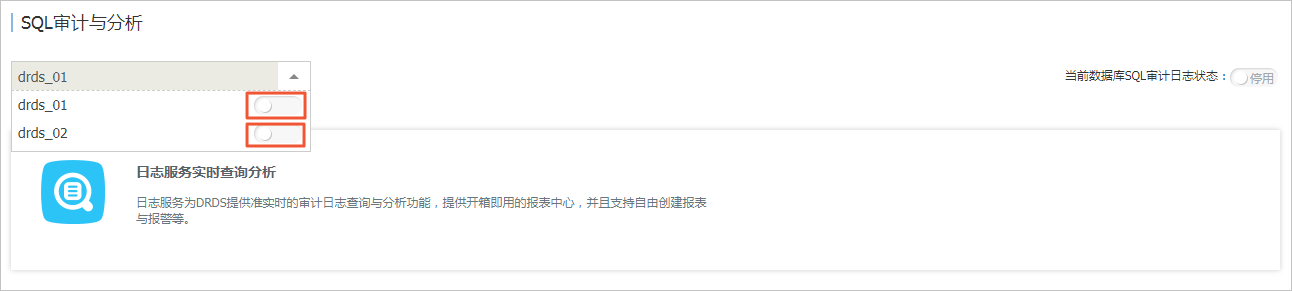 SQL审计与分析
drds_01
当前数据库SQL审计日志状态：停用
drds_01
drds_02
日志服务实时查询分析
日志服务为DRDS提供准实时的审计日志查询与分析功能，提供开箱即用的报表中心，并且支持自由创建报表
与报警等。